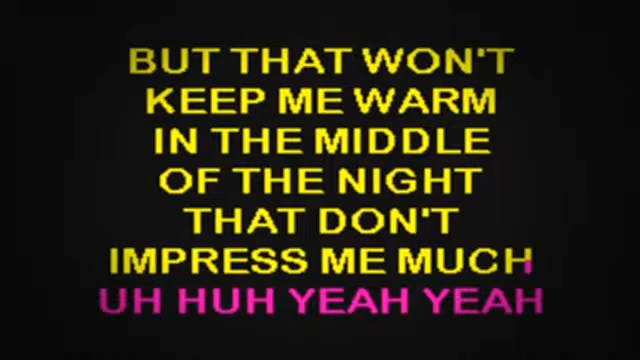 BUT THAT WON'T
KEEP ME WARM
IN THE MIDDLE
OF THE NIGHT
THAT DON'T
IMPRESS ME MUCH
UH HUH YEAH YEAH